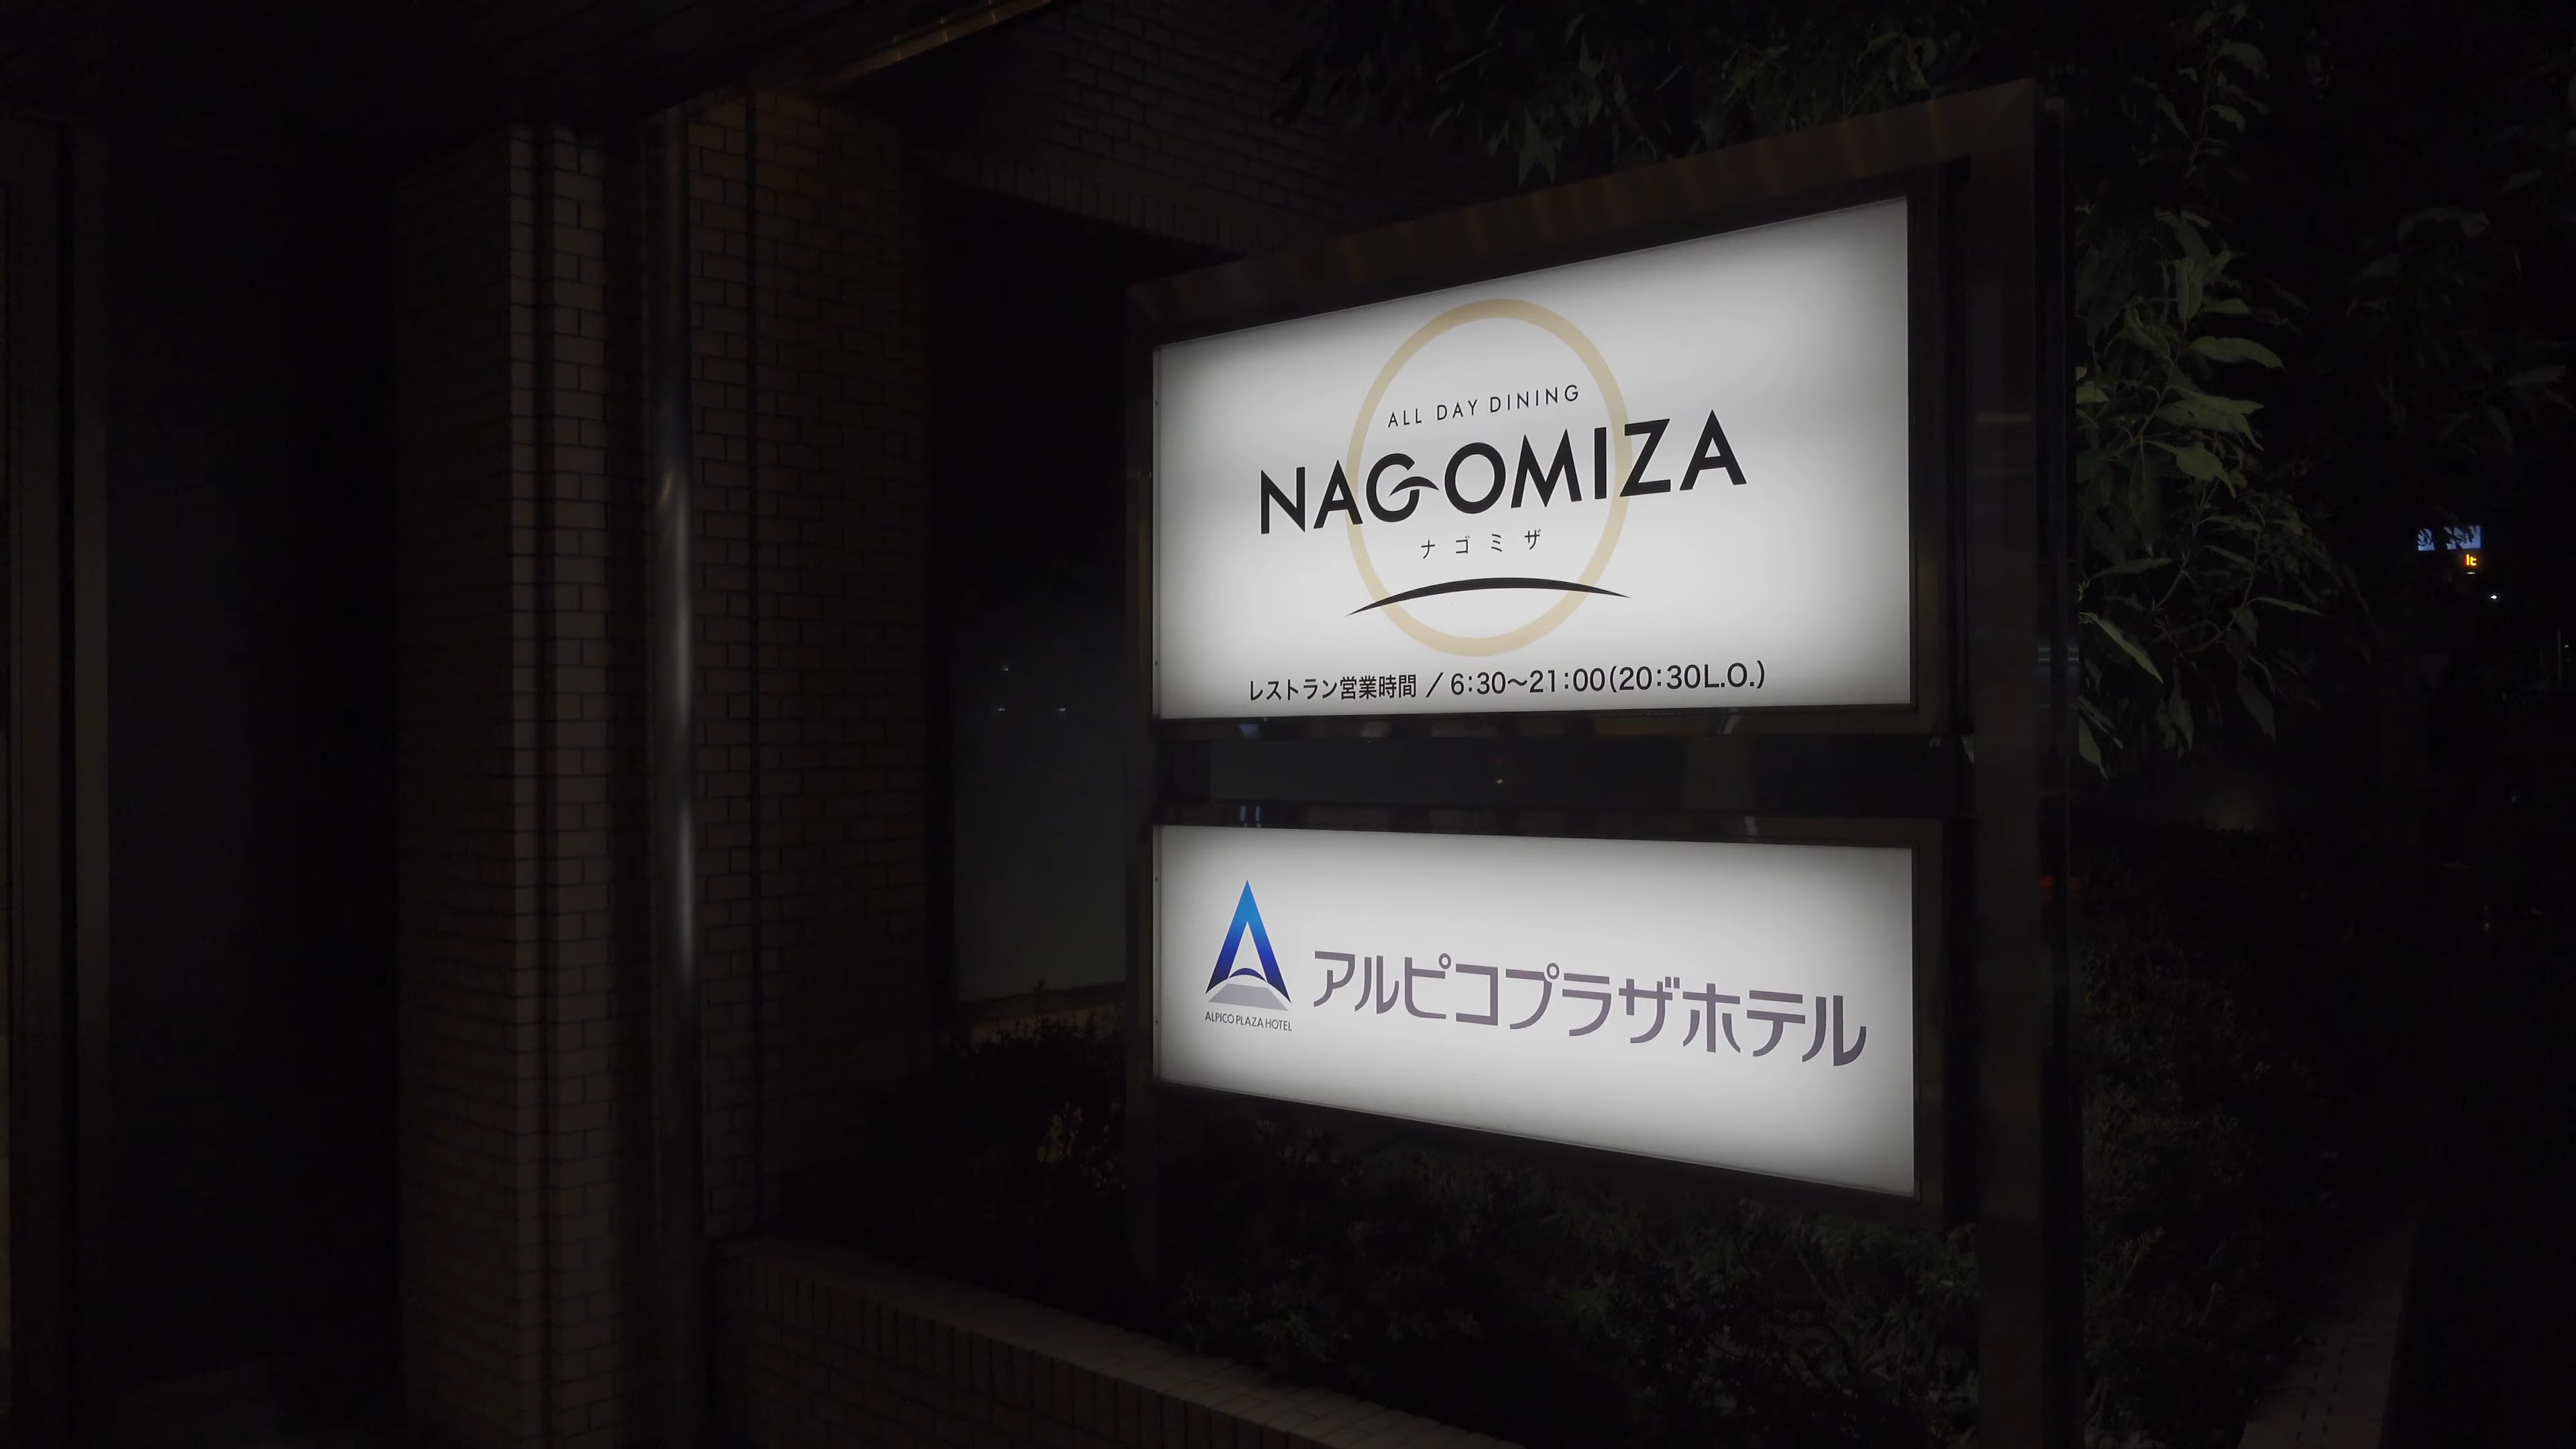 ALL DAY DINING
NAGOMIZA
ナゴミザ
レストラン営業時間 / 6:30〜21:00(20:30L.O.)
ALPICO PLAZA HOTEL
アルピコプラザホテル